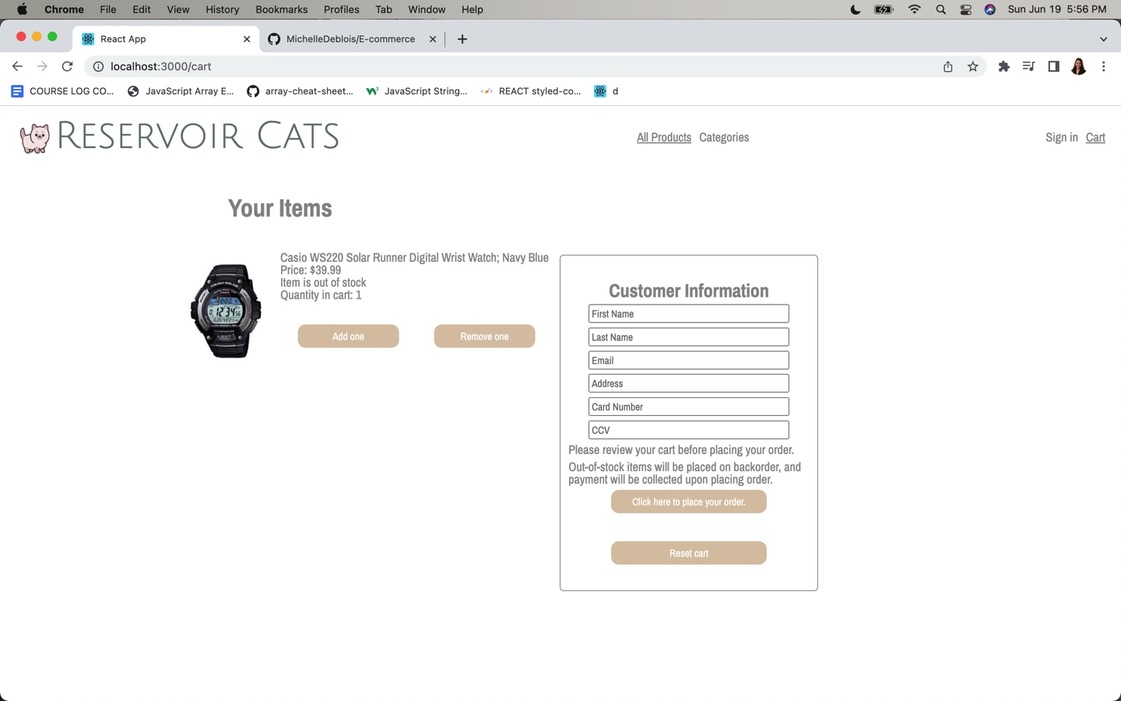 Chrome File Edit View History Bookmarks Profiles Tab Window Help Sun Jun 19 5:56 PM
React App MichelleDeblois/E-commerce
localhost:3000/cart
COURSE LOG CO... JavaScript Array E... array-cheat-sheet... JavaScript String... REACT styled-co... d
RESERVOIR CATS All Products Categories Sign in Cart
Your Items
Casio WS220 Solar Runner Digital Wrist Watch; Navy Blue
Price: $39.99
Item is out of stock
Quantity in cart: 1
Add one Remove one
Customer Information
First Name
Last Name
Email
Address
Card Number
CCV
Please review your cart before placing your order.
Out-of-stock items will be placed on backorder, and
payment will be collected upon placing order.
Click here to place your order.
Reset cart